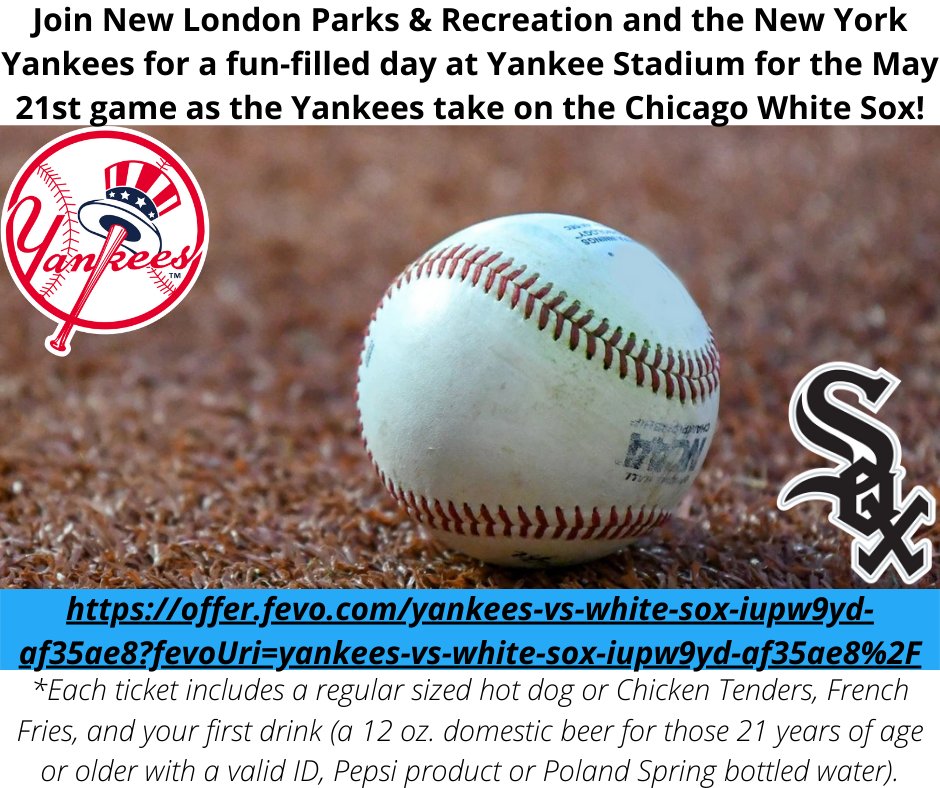 Join New London Parks & Recreation and the New York
Yankees for a fun-filled day at Yankee Stadium for the May
21st game as the Yankees take on the Chicago White Sox!
Yankees
TM
Sox
NCAA
https://offer.fevo.com/yankees-vs-white-sox-iupw9yd-
af35ae8?fevoUri=yankees-vs-white-sox-iupw9yd-af35ae8%2F
*Each ticket includes a regular sized hot dog or Chicken Tenders, French
Fries, and your first drink (a 12 oz. domestic beer for those 21 years of age
or older with a valid ID, Pepsi product or Poland Spring bottled water).